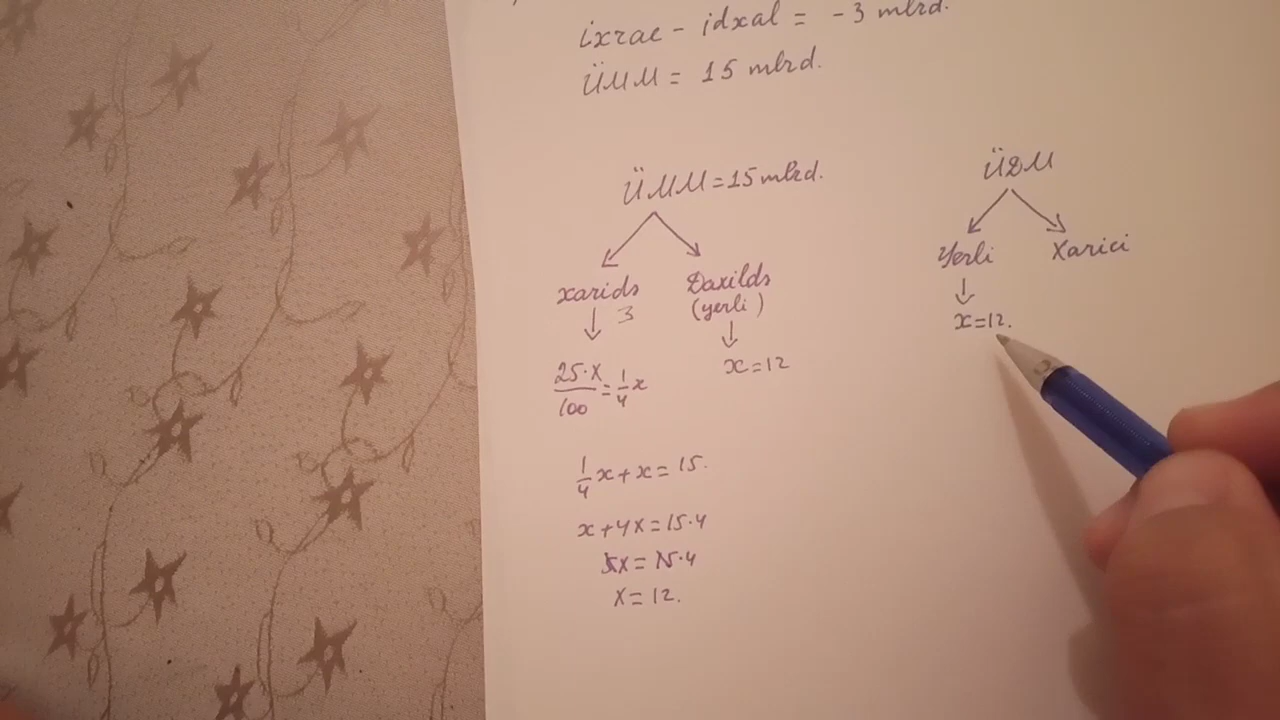 ixrac - idxal = -3 mlrd.
ÜMM = 15 mlrd.
ÜMM = 15 mlrd.
xaricdə Daxildə
3 (yerli)
25·x/100 = 1/4 x x = 12
1/4 x + x = 15.
x + 4x = 15·4
5x = 15·4
x = 12.
ÜDM
Yerli Xarici
x = 12.